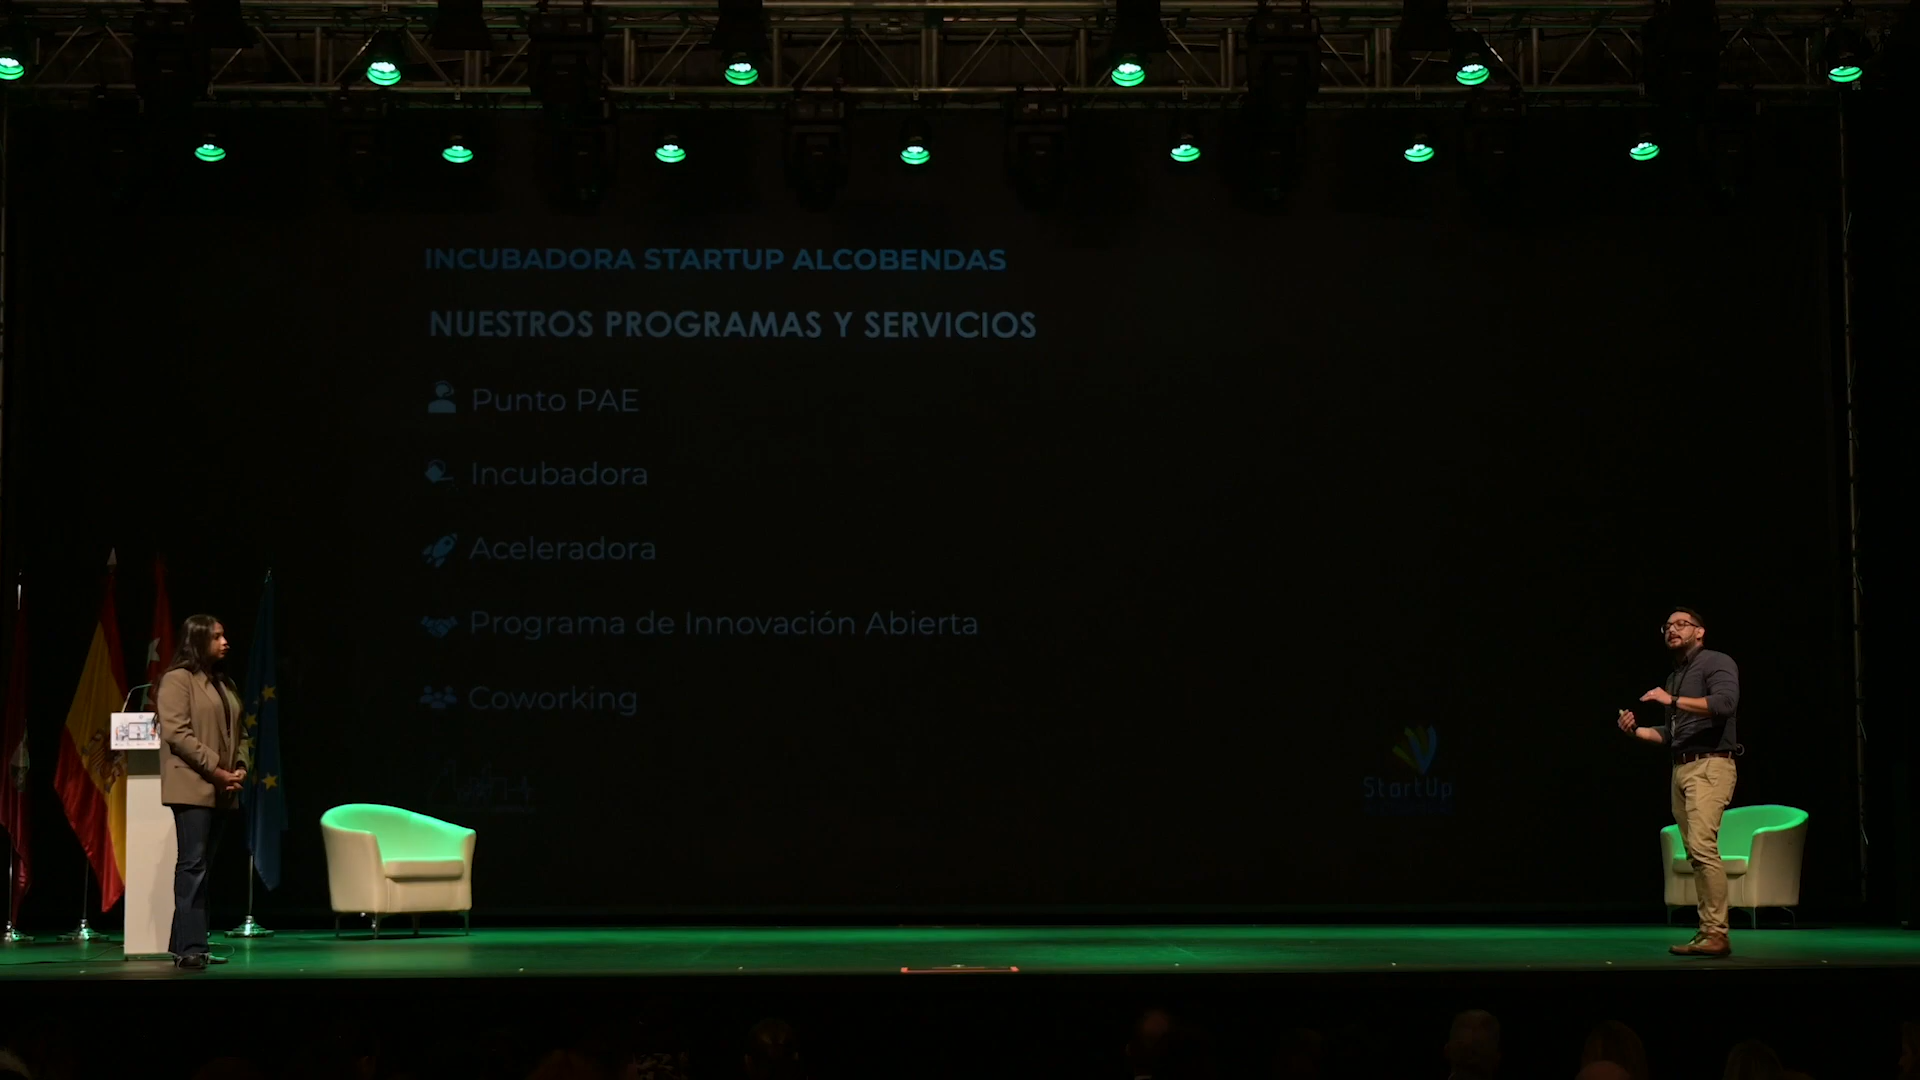 INCUBADORA STARTUP ALCOBENDAS
NUESTROS PROGRAMAS Y SERVICIOS
Punto PAE
Incubadora
Aceleradora
Programa de Innovación Abierta
Coworking
StartUp